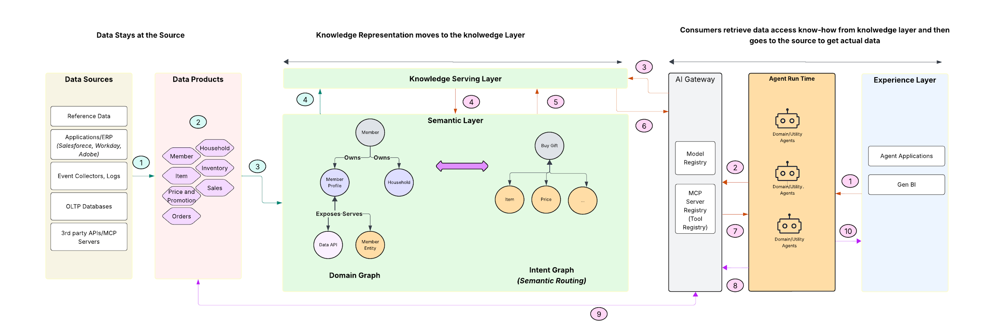 Data Stays at the Source
Knowledge Representation moves to the knolwedge Layer
Consumers retrieve data access know-how from knolwedge layer and then
goes to the source to get actual data
Data Sources
Reference Data
Applications/ERP
(Salesforece, Workday,
Adobe)
Event Collectors, Logs
OLTP Databases
3rd party APIs/MCP
Servers
1
Data Products
2
Household
Member
Inventory
Item
Sales
Price and
Promotion
Orders
3
Knowledge Serving Layer
4
4
5
3
6
Semantic Layer
Member
Owns
Owns
Member
Profile
Household
Exposes
Serves
Data API
Member
Entity
Domain Graph
Buy Gift
Item
Price
...
Intent Graph
(Semantic Routing)
AI Gateway
Model
Registry
MCP
Server
Registry
(Tool
Registry)
2
7
8
9
Agent Run Time
Domain/Utility
Agents
Domain/Utility.
Agents
Domain/Utility
Agents
1
10
Experience Layer
Agent Applications
Gen BI